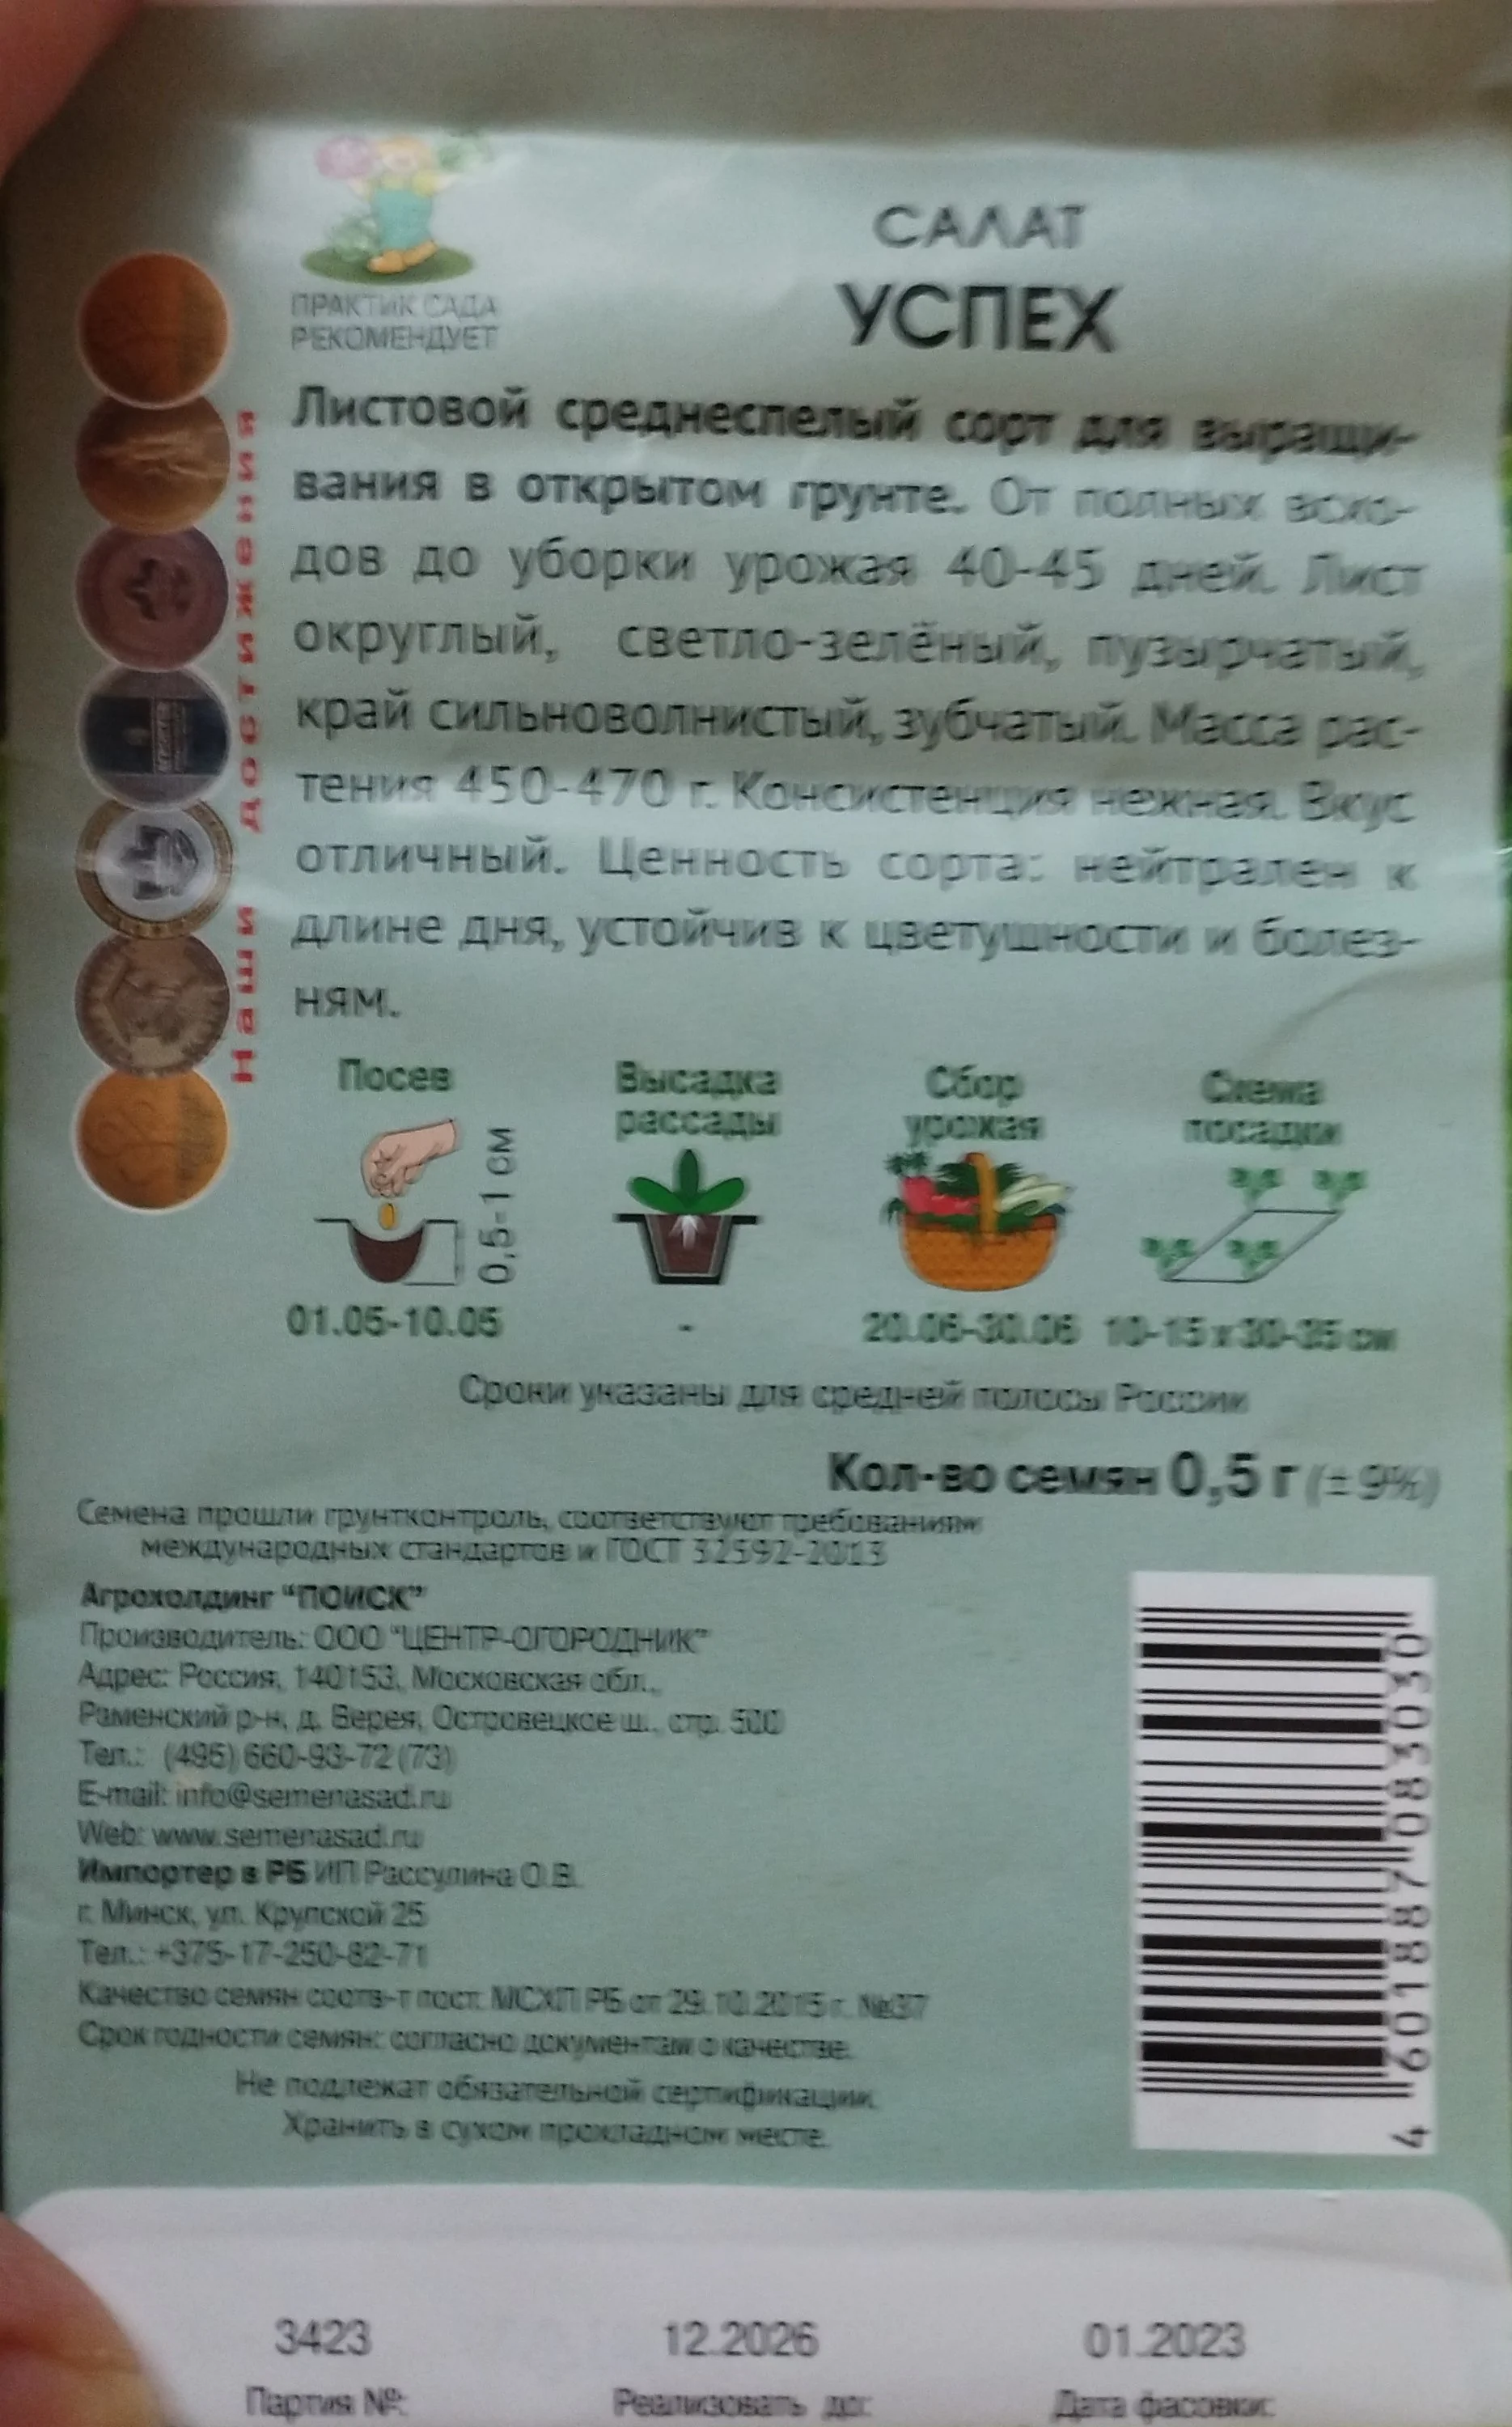 ПРАКТИК САДА
РЕКОМЕНДУЕТ
САЛАТ
УСПЕХ
Наши достижения
Листовой среднеспелый сорт для выращи-
вания в открытом грунте. От полных всхо-
дов до уборки урожая 40-45 дней. Лист
округлый, светло-зелёный, пузырчатый,
край сильноволнистый, зубчатый. Масса рас-
тения 450-470 г. Консистенция нежная. Вкус
отличный. Ценность сорта: нейтрален к
длине дня, устойчив к цветушности и болез-
ням.
Посев
0,5-1 см
01.05-10.05
Высадка
рассады
-
Сбор
урожая
20.06-30.06
Схема
посадки
10-15 х 30-35 см
Сроки указаны для средней полосы России
Кол-во семян 0,5 г (± 9%)
Семена прошли грунтконтроль, соответствуют требованиям
международных стандартов и ГОСТ 32592-2013
Агрохолдинг "ПОИСК"
Производитель: ООО "ЦЕНТР-ОГОРОДНИК"
Адрес: Россия, 140153, Московская обл.,
Раменский р-н, д. Верея, Островецкое ш., стр. 500
Тел.: (495) 660-93-72 (73)
E-mail: info@semenasad.ru
Web: www.semenasad.ru
Импортер в РБ ИП Рассулина О.В.
г. Минск, ул. Крупской 25
Тел.: +375-17-250-82-71
Качество семян соотв-т пост. МСХП РБ от 29.10.2015 г. №37
Срок годности семян: согласно документам о качестве.
Не подлежат обязательной сертификации.
Хранить в сухом прохладном месте.
4 601887 083030
3423
12.2026
01.2023
Партия №:
Реализовать до:
Дата фасовки: